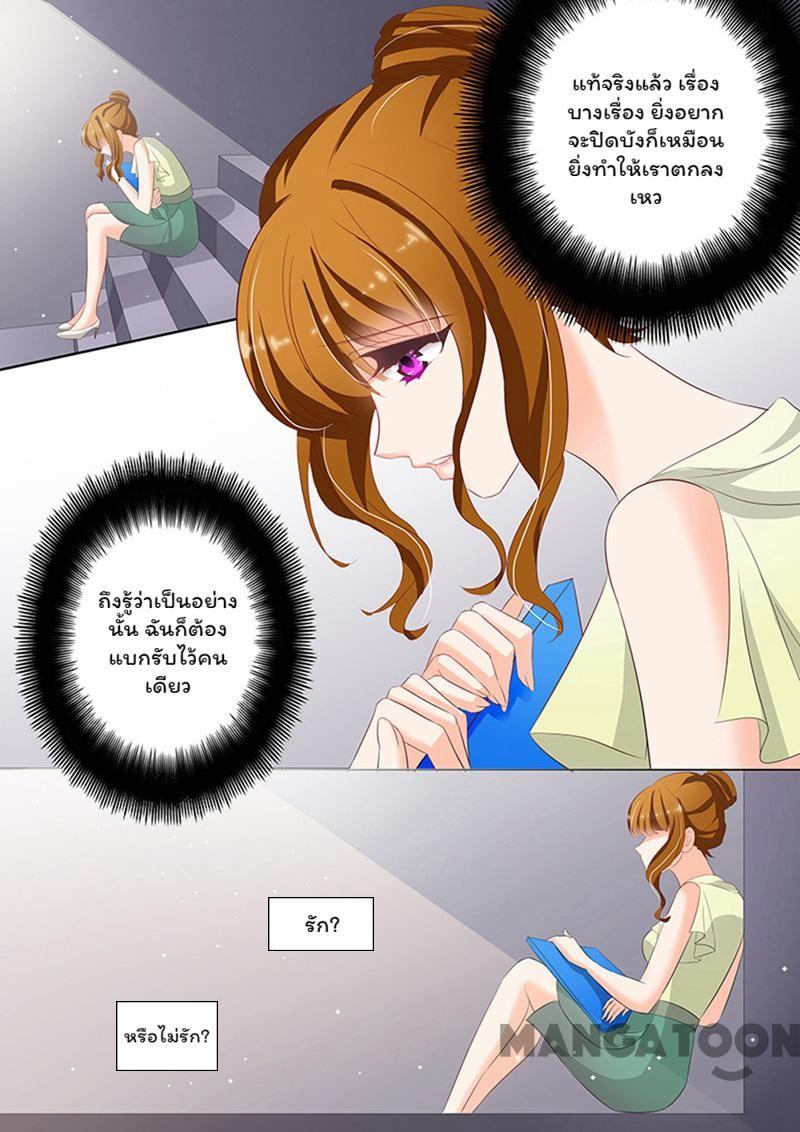 แท้จริงแล้ว เรื่อง
บางเรื่อง ยิ่งอยาก
จะปิดบังก็เหมือน
ยิ่งทำให้เราตกลง
เหว
ถึงรู้ว่าเป็นอย่าง
นั้น ฉันก็ต้อง
แบกรับไว้คน
เดียว
รัก?
หรือไม่รัก?
MANGATOON